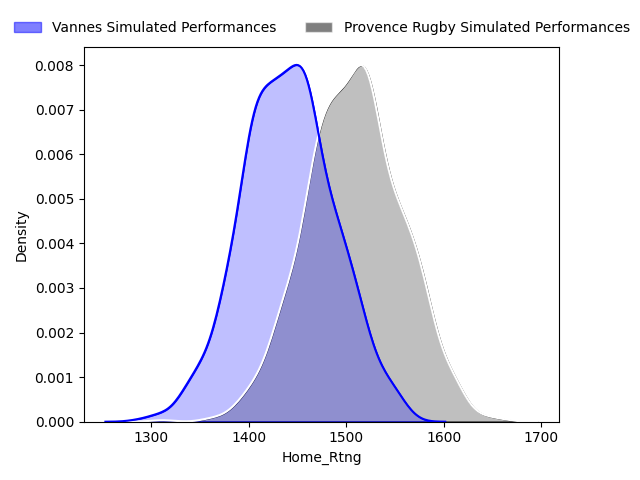 Vannes Simulated Performances
Provence Rugby Simulated Performances
0.008
0.007
0.006
0.005
0.004
0.003
0.002
0.001
0.000
Density
1300 1400 1500 1600 1700
Home_Rtng